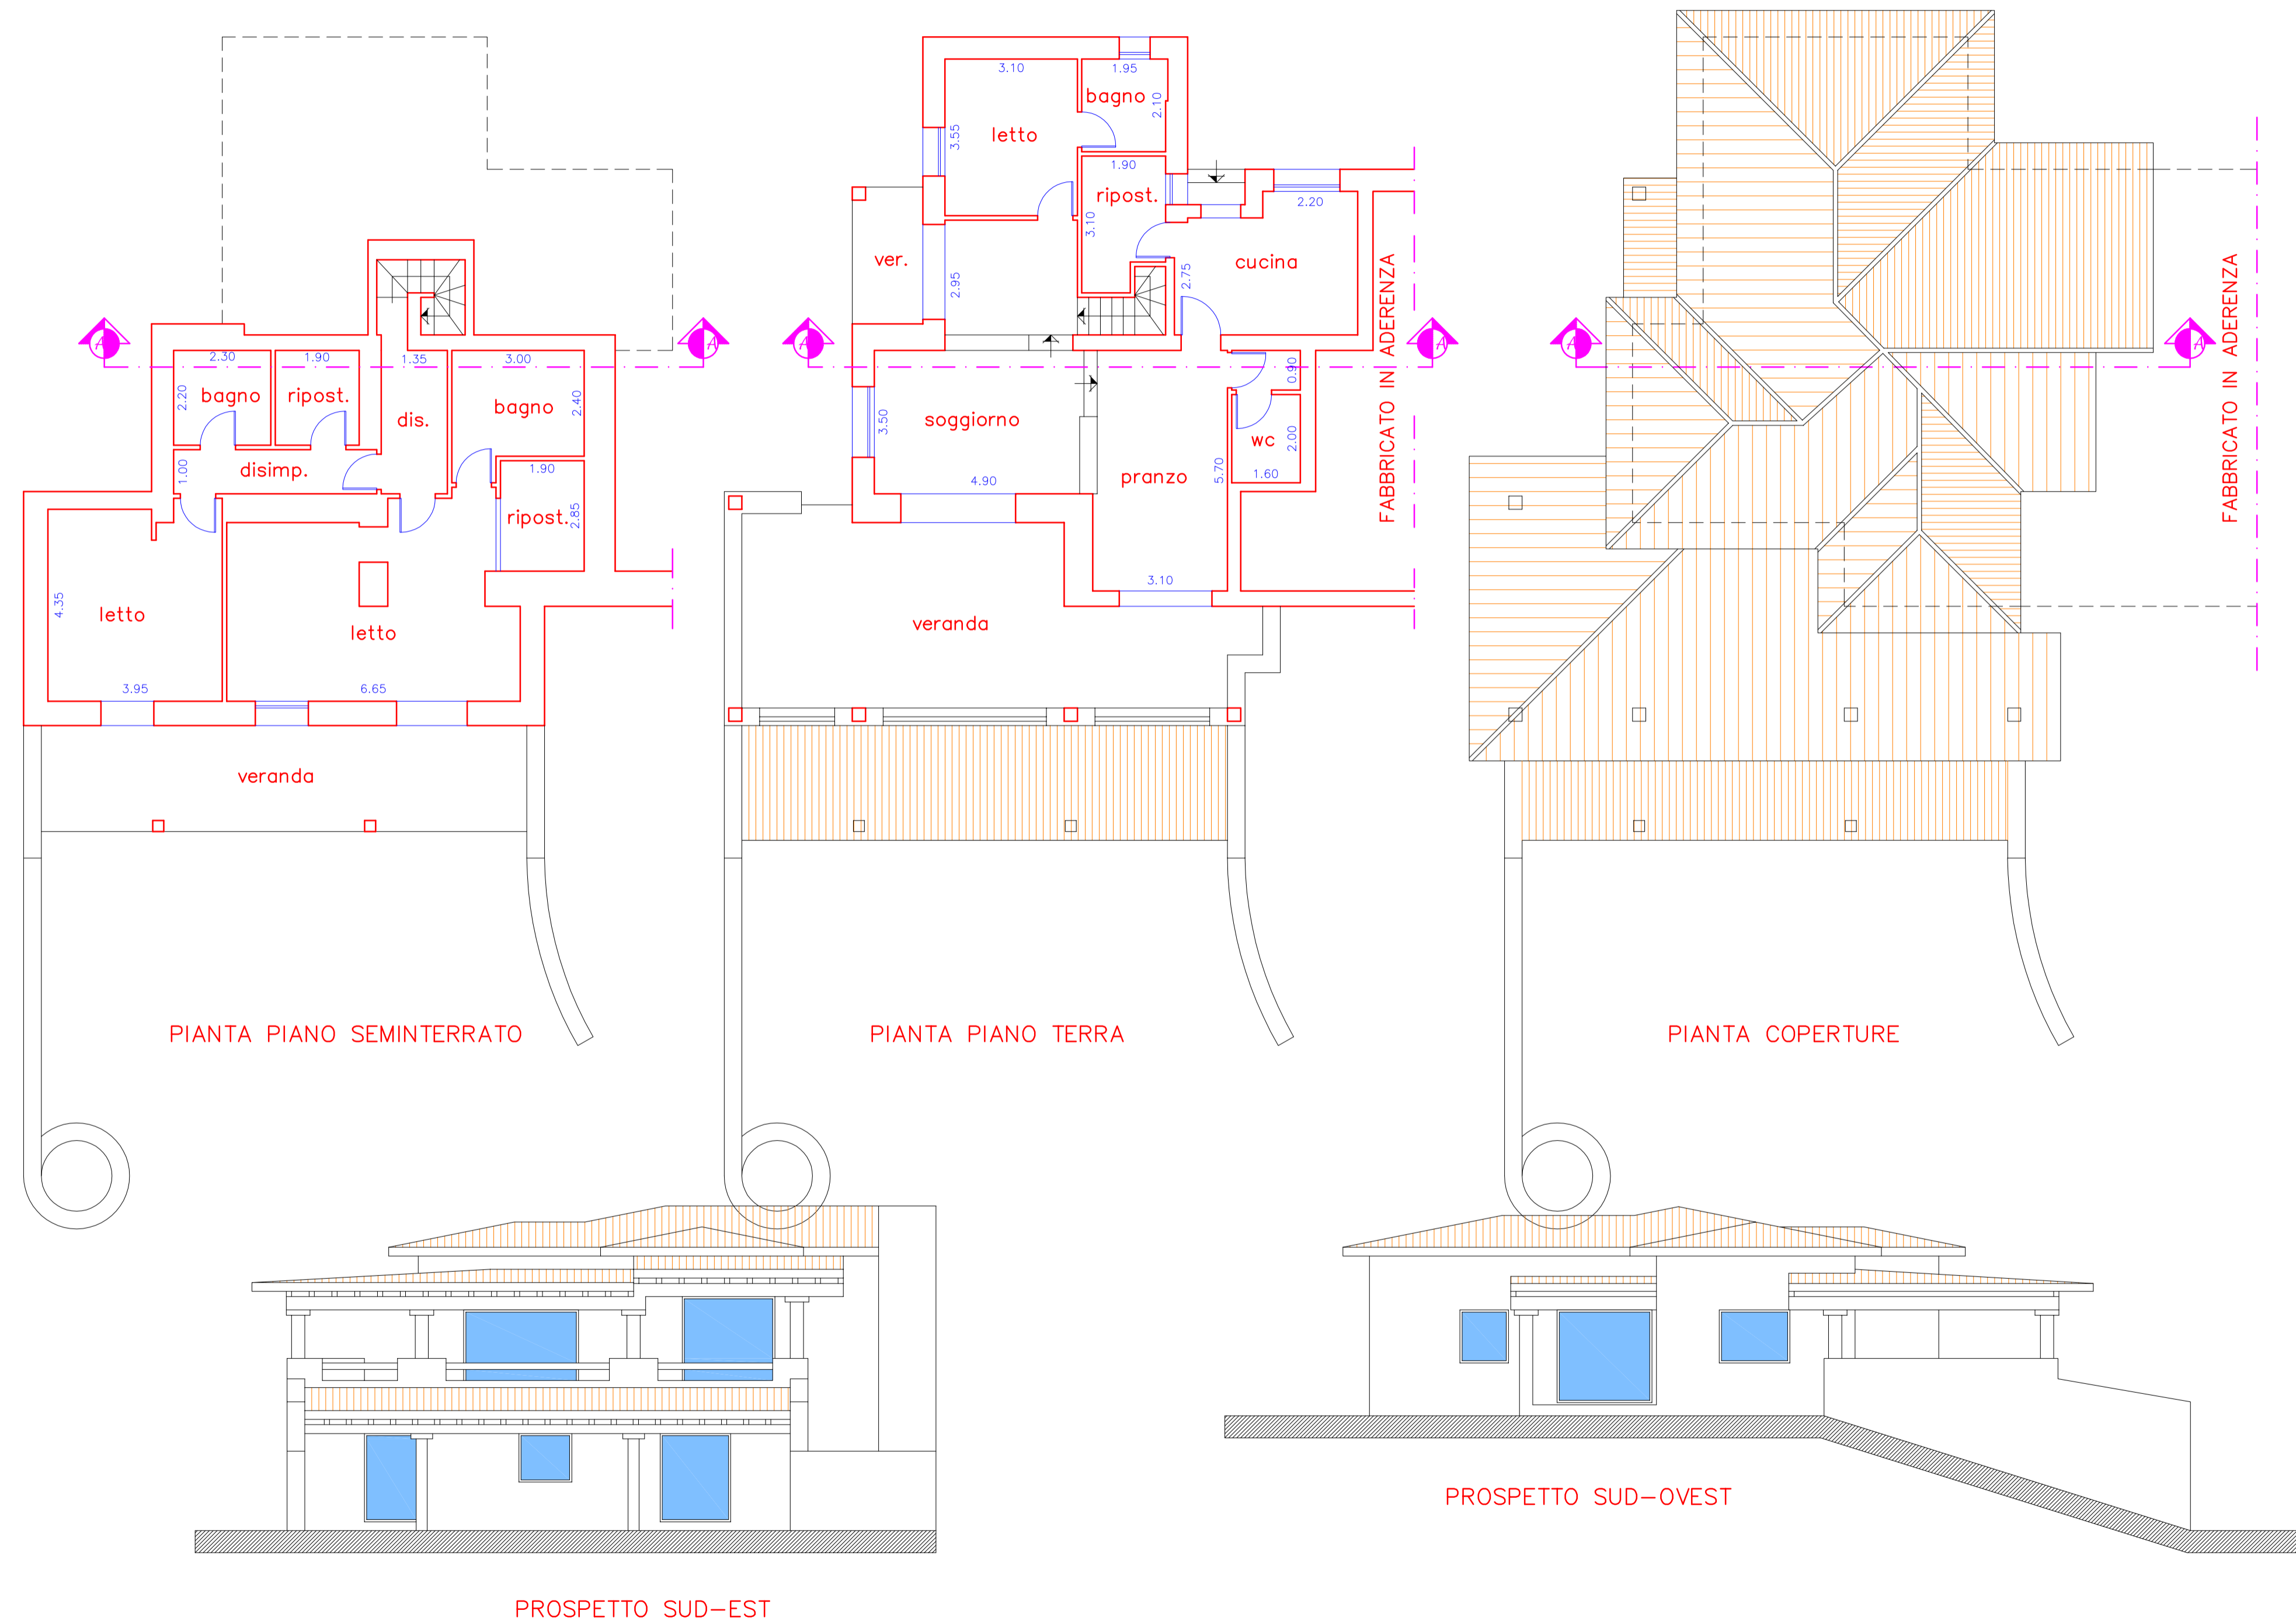 2.30
1.90
1.35
3.00
2.20
bagno
ripost.
dis.
bagno
2.40
A
A
1.00
disimp.
1.90
ripost.
2.85
4.35
letto
letto
3.95
6.65
veranda
PIANTA PIANO SEMINTERRATO
3.10
1.95
bagno
2.10
letto
3.55
1.90
ripost.
3.10
2.20
ver.
2.95
2.75
cucina
A
A
FABBRICATO IN ADERENZA
0.90
soggiorno
3.50
4.90
wc
2.00
1.60
pranzo
5.70
3.10
veranda
PIANTA PIANO TERRA
A
A
FABBRICATO IN ADERENZA
PIANTA COPERTURE
PROSPETTO SUD-EST
PROSPETTO SUD-OVEST